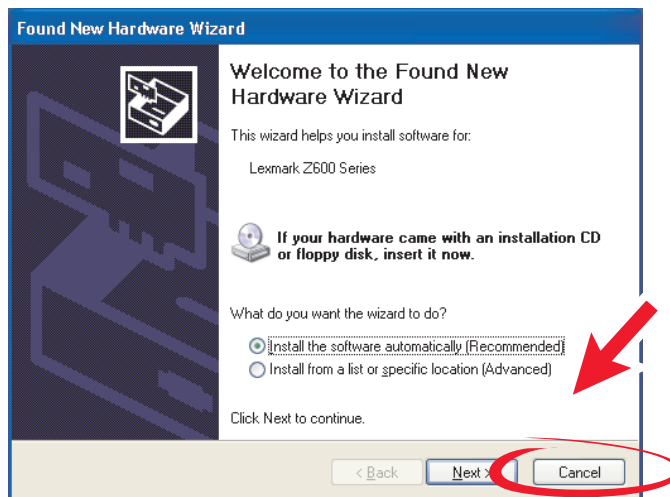 Found New Hardware Wizard
Welcome to the Found New
Hardware Wizard
This wizard helps you install software for:
Lexmark Z600 Series
If your hardware came with an installation CD
or floppy disk, insert it now.
What do you want the wizard to do?
Install the software automatically (Recommended)
Install from a list or specific location (Advanced)
Click Next to continue.
< Back Next > Cancel